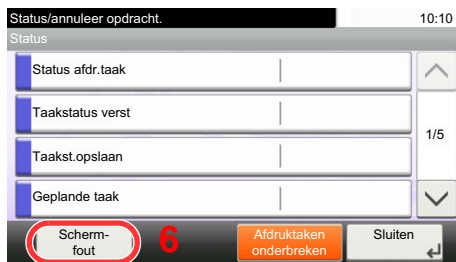 Status/annuleer opdracht.
10:10
Status
Status afdr.taak
Taakstatus verst
1/5
Taakst.opslaan
Geplande taak
Scherm-
fout
6
Afdruktaken
onderbreken
Sluiten